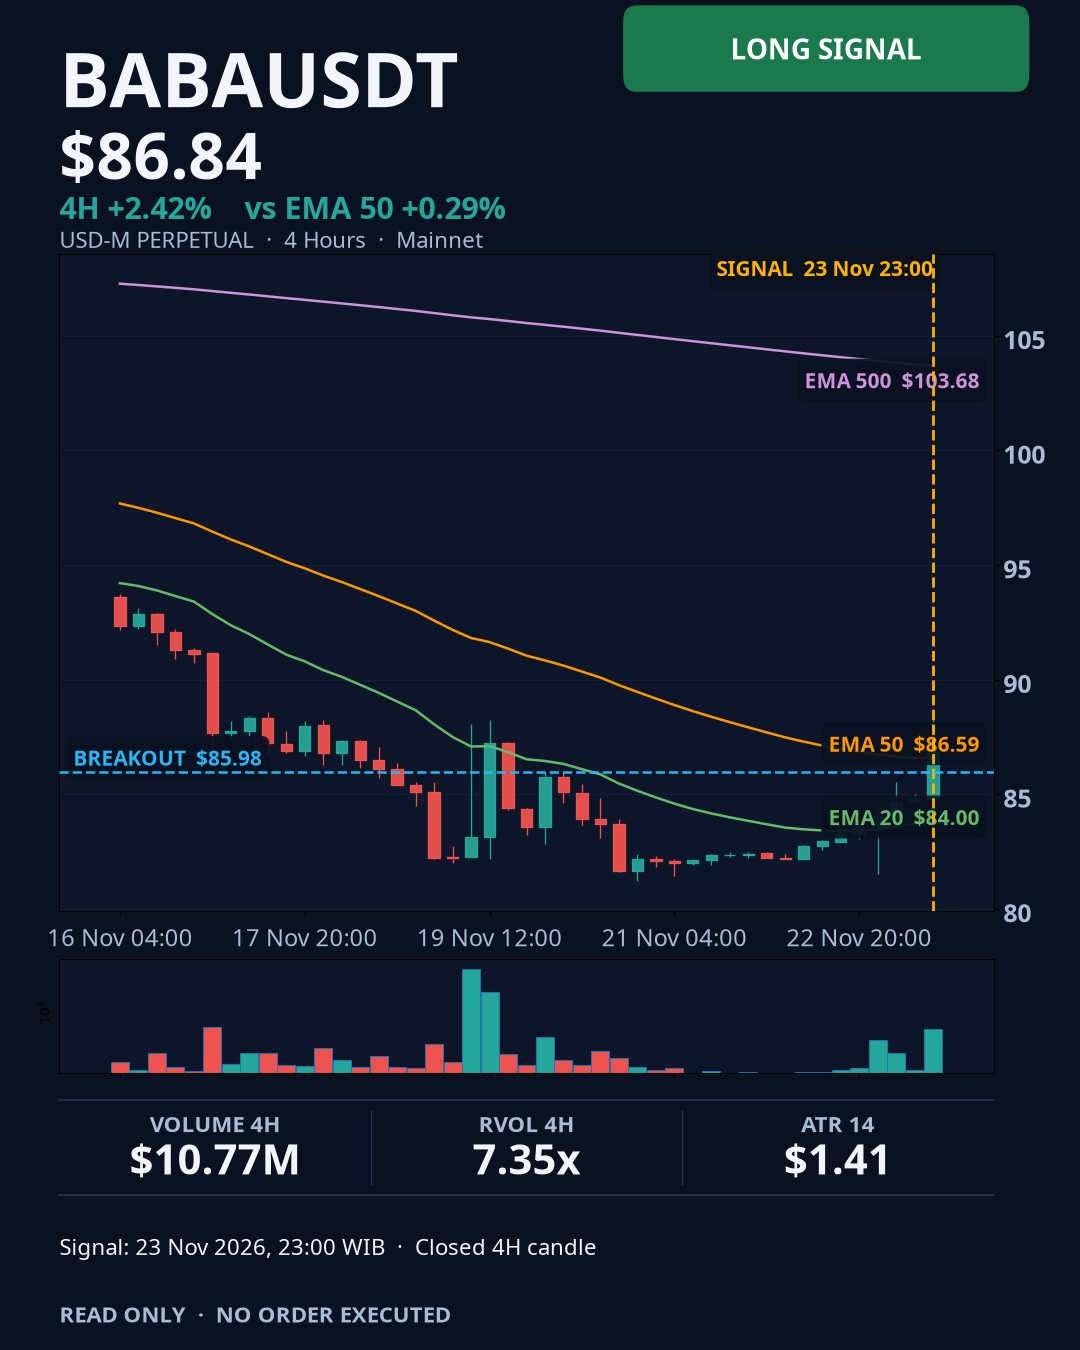 LONG SIGNAL
BABAUSDT
$86.84
4H +2.42% vs EMA 50 +0.29%
USD-M PERPETUAL · 4 Hours · Mainnet
SIGNAL 23 Nov 23:00
105
EMA 500 $103.68
100
95
90
EMA 50 $86.59
BREAKOUT $85.98
85
EMA 20 $84.00
80
16 Nov 04:00 17 Nov 20:00 19 Nov 12:00 21 Nov 04:00 22 Nov 20:00
10⁶
VOLUME 4H RVOL 4H ATR 14
$10.77M 7.35x $1.41
Signal: 23 Nov 2026, 23:00 WIB · Closed 4H candle
READ ONLY · NO ORDER EXECUTED